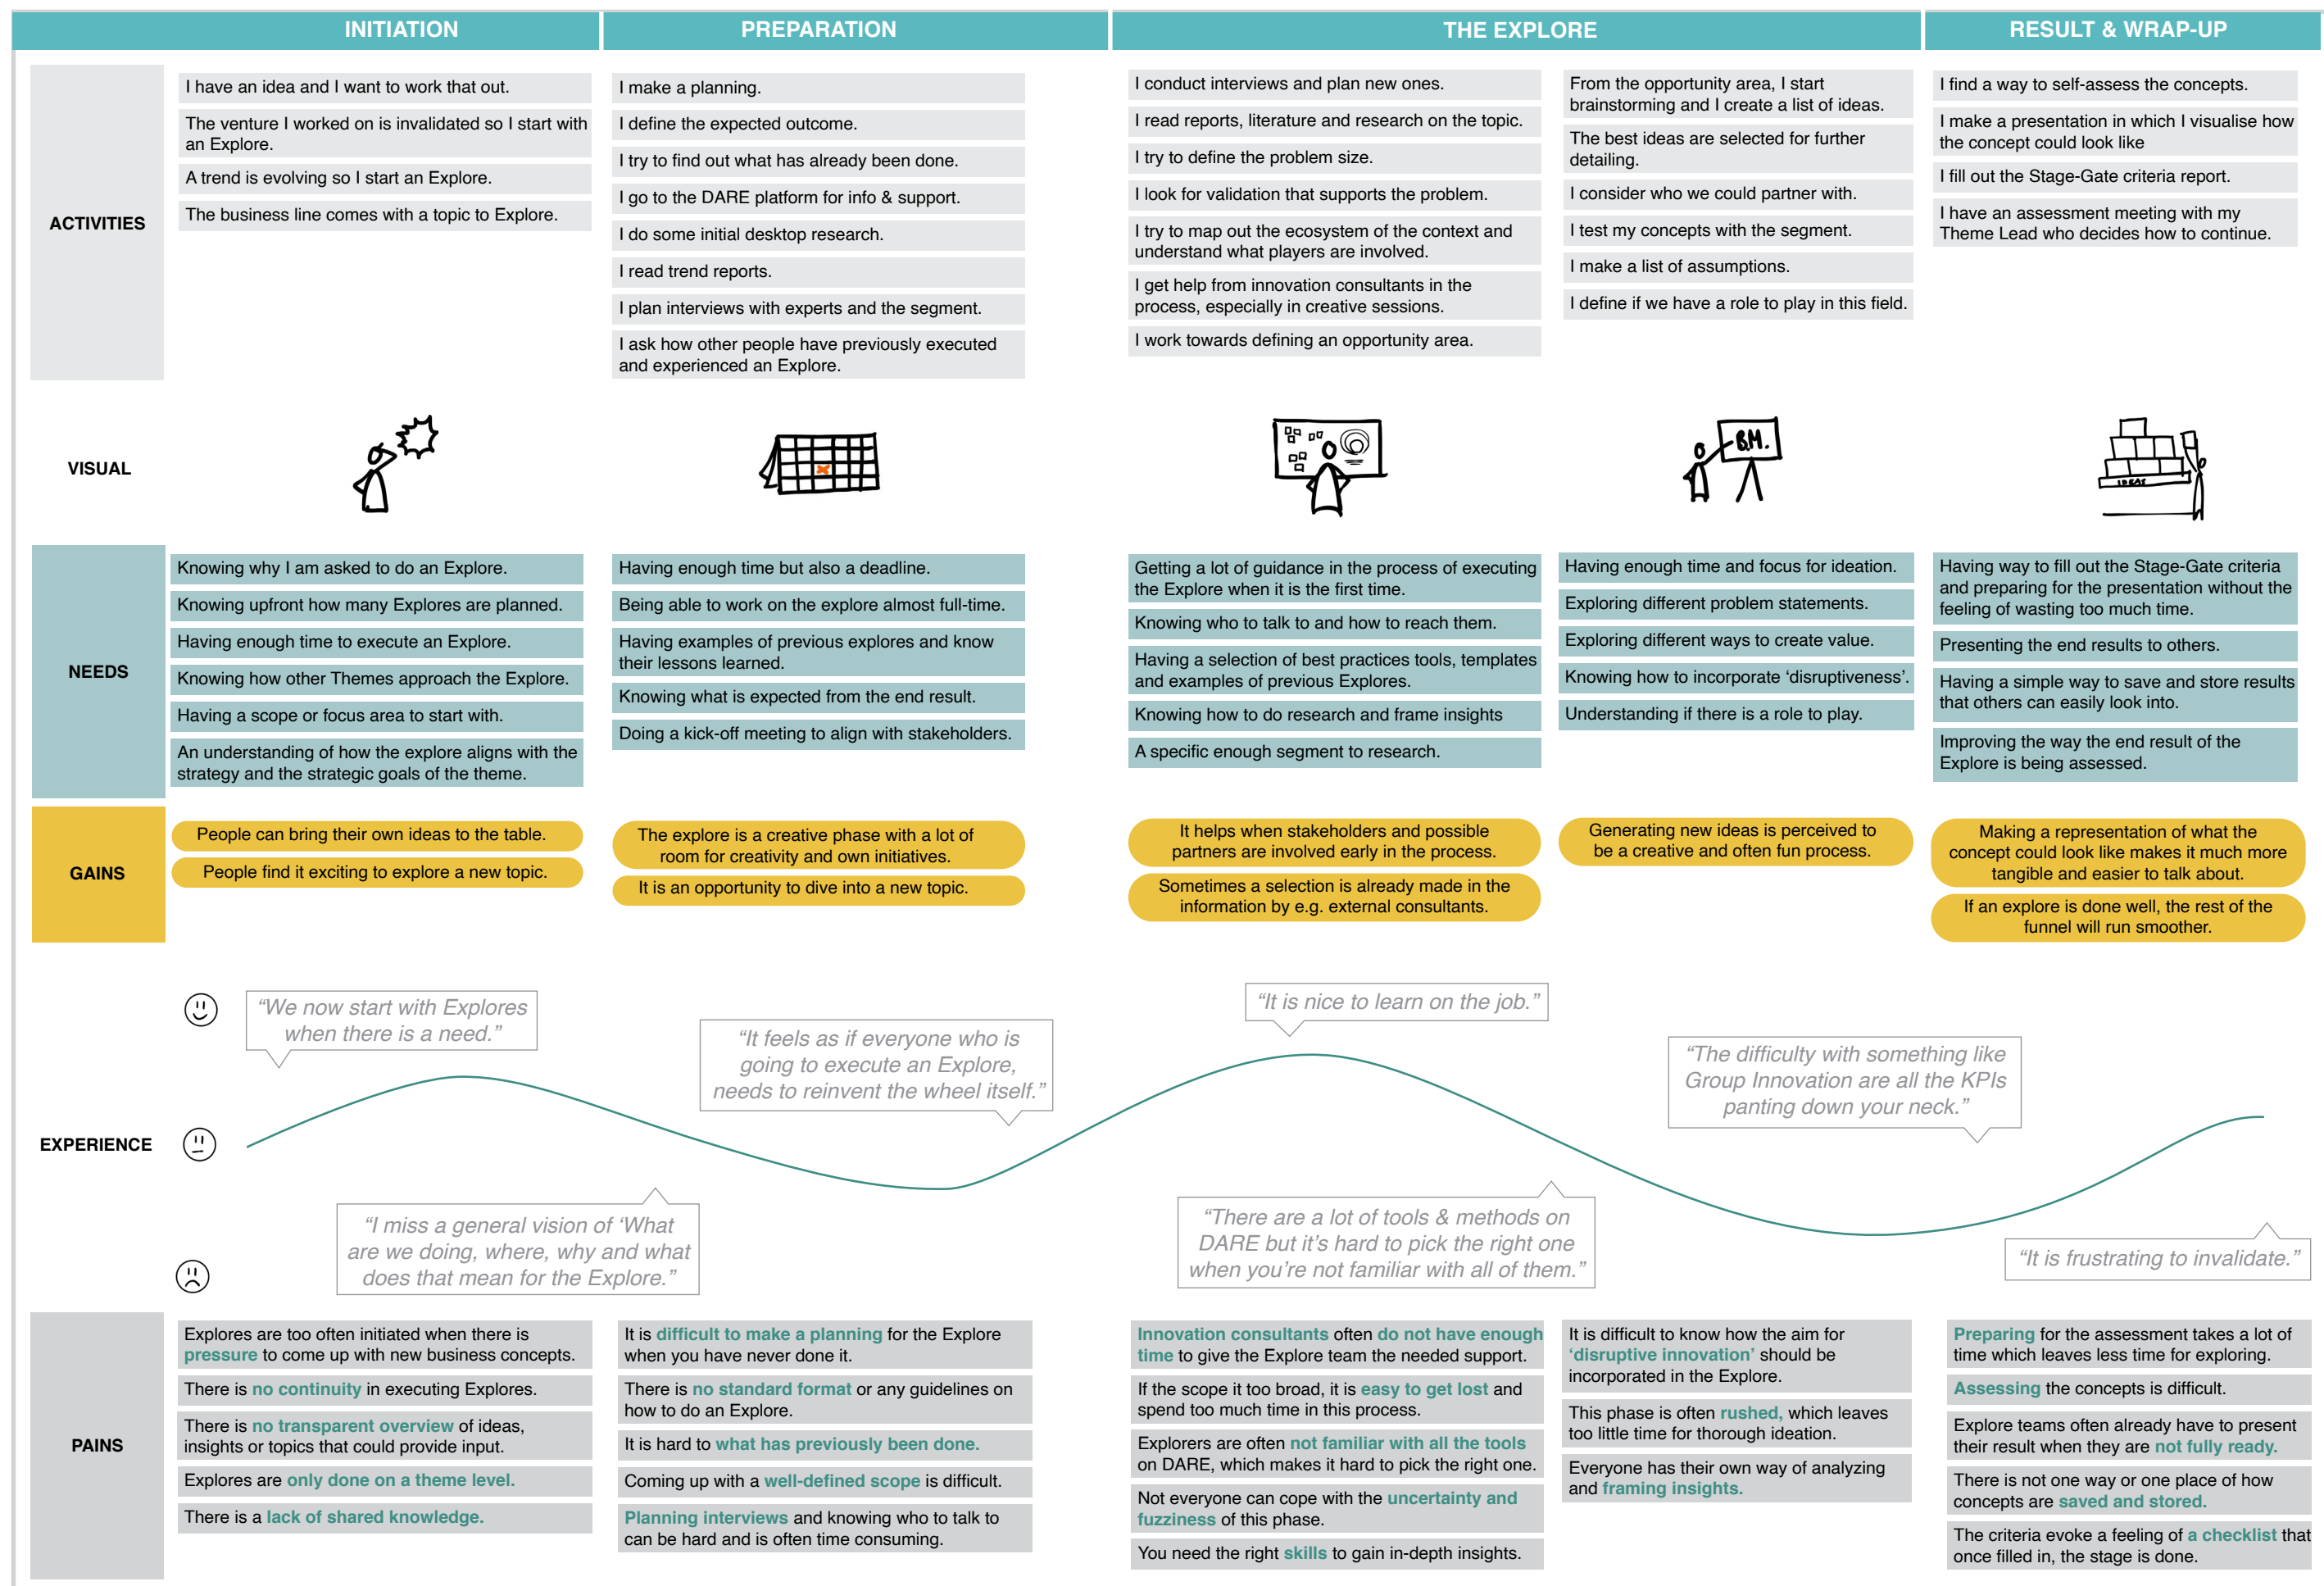 INITIATION
PREPARATION
THE EXPLORE
RESULT & WRAP-UP
ACTIVITIES
I have an idea and I want to work that out.
The venture I worked on is invalidated so I start with
an Explore.
A trend is evolving so I start an Explore.
The business line comes with a topic to Explore.
I make a planning.
I define the expected outcome.
I try to find out what has already been done.
I go to the DARE platform for info & support.
I do some initial desktop research.
I read trend reports.
I plan interviews with experts and the segment.
I ask how other people have previously executed
and experienced an Explore.
I conduct interviews and plan new ones.
I read reports, literature and research on the topic.
I try to define the problem size.
I look for validation that supports the problem.
I try to map out the ecosystem of the context and
understand what players are involved.
I get help from innovation consultants in the
process, especially in creative sessions.
I work towards defining an opportunity area.
From the opportunity area, I start
brainstorming and I create a list of ideas.
The best ideas are selected for further
detailing.
I consider who we could partner with.
I test my concepts with the segment.
I make a list of assumptions.
I define if we have a role to play in this field.
I find a way to self-assess the concepts.
I make a presentation in which I visualise how
the concept could look like
I fill out the Stage-Gate criteria report.
I have an assessment meeting with my
Theme Lead who decides how to continue.
VISUAL
B.M.
IDEAS
NEEDS
Knowing why I am asked to do an Explore.
Knowing upfront how many Explores are planned.
Having enough time to execute an Explore.
Knowing how other Themes approach the Explore.
Having a scope or focus area to start with.
An understanding of how the explore aligns with the
strategy and the strategic goals of the theme.
Having enough time but also a deadline.
Being able to work on the explore almost full-time.
Having examples of previous explores and know
their lessons learned.
Knowing what is expected from the end result.
Doing a kick-off meeting to align with stakeholders.
Getting a lot of guidance in the process of executing
the Explore when it is the first time.
Knowing who to talk to and how to reach them.
Having a selection of best practices tools, templates
and examples of previous Explores.
Knowing how to do research and frame insights
A specific enough segment to research.
Having enough time and focus for ideation.
Exploring different problem statements.
Exploring different ways to create value.
Knowing how to incorporate ‘disruptiveness’.
Understanding if there is a role to play.
Having way to fill out the Stage-Gate criteria
and preparing for the presentation without the
feeling of wasting too much time.
Presenting the end results to others.
Having a simple way to save and store results
that others can easily look into.
Improving the way the end result of the
Explore is being assessed.
GAINS
People can bring their own ideas to the table.
People find it exciting to explore a new topic.
The explore is a creative phase with a lot of
room for creativity and own initiatives.
It is an opportunity to dive into a new topic.
It helps when stakeholders and possible
partners are involved early in the process.
Sometimes a selection is already made in the
information by e.g. external consultants.
Generating new ideas is perceived to
be a creative and often fun process.
Making a representation of what the
concept could look like makes it much more
tangible and easier to talk about.
If an explore is done well, the rest of the
funnel will run smoother.
EXPERIENCE
“We now start with Explores
when there is a need.”
“I miss a general vision of ‘What
are we doing, where, why and what
does that mean for the Explore.”
“It feels as if everyone who is
going to execute an Explore,
needs to reinvent the wheel itself.”
“It is nice to learn on the job.”
“There are a lot of tools & methods on
DARE but it’s hard to pick the right one
when you’re not familiar with all of them.”
“The difficulty with something like
Group Innovation are all the KPIs
panting down your neck.”
“It is frustrating to invalidate.”
PAINS
Explores are too often initiated when there is
pressure to come up with new business concepts.
There is no continuity in executing Explores.
There is no transparent overview of ideas,
insights or topics that could provide input.
Explores are only done on a theme level.
There is a lack of shared knowledge.
It is difficult to make a planning for the Explore
when you have never done it.
There is no standard format or any guidelines on
how to do an Explore.
It is hard to what has previously been done.
Coming up with a well-defined scope is difficult.
Planning interviews and knowing who to talk to
can be hard and is often time consuming.
Innovation consultants often do not have enough
time to give the Explore team the needed support.
If the scope it too broad, it is easy to get lost and
spend too much time in this process.
Explorers are often not familiar with all the tools
on DARE, which makes it hard to pick the right one.
Not everyone can cope with the uncertainty and
fuzziness of this phase.
You need the right skills to gain in-depth insights.
It is difficult to know how the aim for
‘disruptive innovation’ should be
incorporated in the Explore.
This phase is often rushed, which leaves
too little time for thorough ideation.
Everyone has their own way of analyzing
and framing insights.
Preparing for the assessment takes a lot of
time which leaves less time for exploring.
Assessing the concepts is difficult.
Explore teams often already have to present
their result when they are not fully ready.
There is not one way or one place of how
concepts are saved and stored.
The criteria evoke a feeling of a checklist that
once filled in, the stage is done.